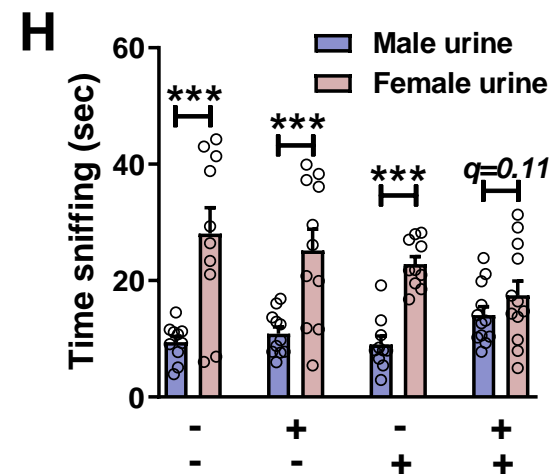 H
Male urine
Female urine
Time sniffing (sec)
60
40
20
0
*** *** *** q=0.11
- + - +
- - + +